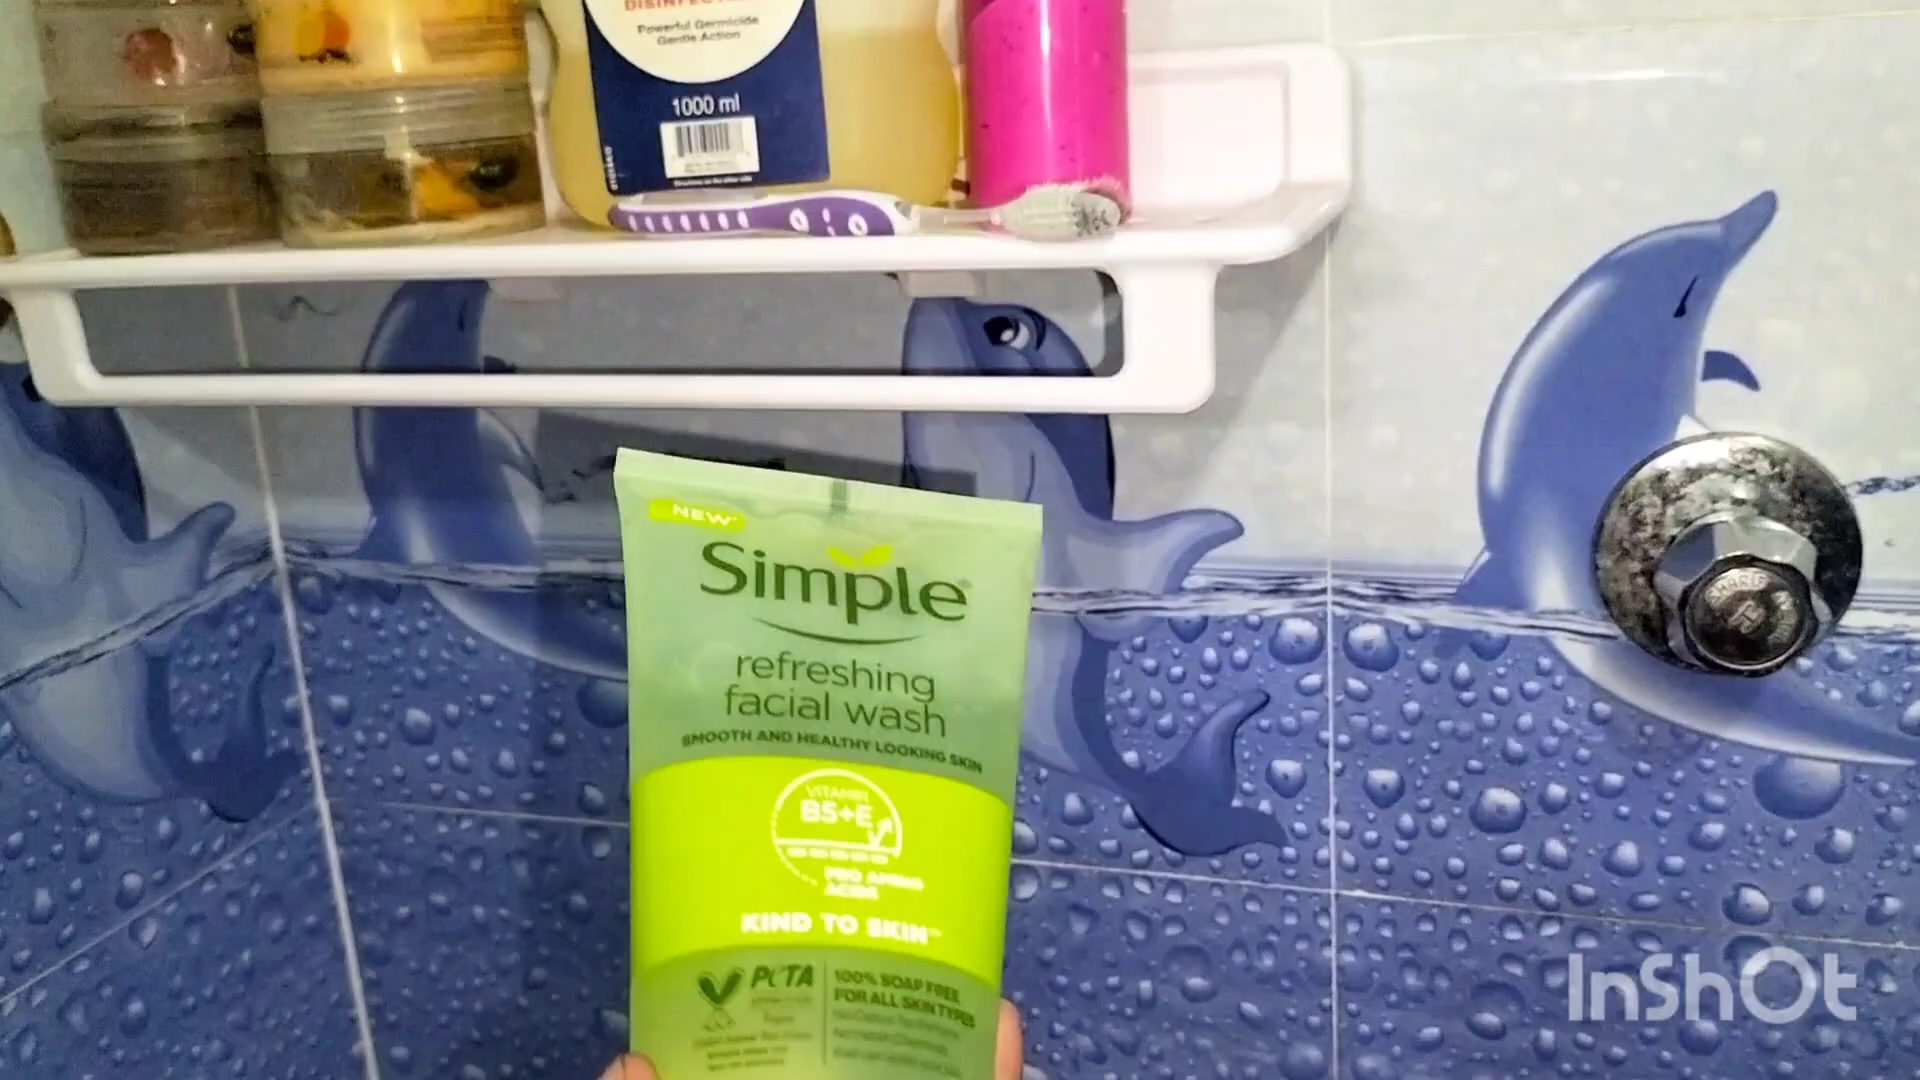 Powerful Germicide
Gentle Action
1000 ml
NEW
Simple
refreshing
facial wash
SMOOTH AND HEALTHY LOOKING SKIN
VITAMIN
B5+E
PRO AMINO
ACIDS
KIND TO SKIN
PETA
100% SOAP FREE
FOR ALL SKIN TYPES
InShOt